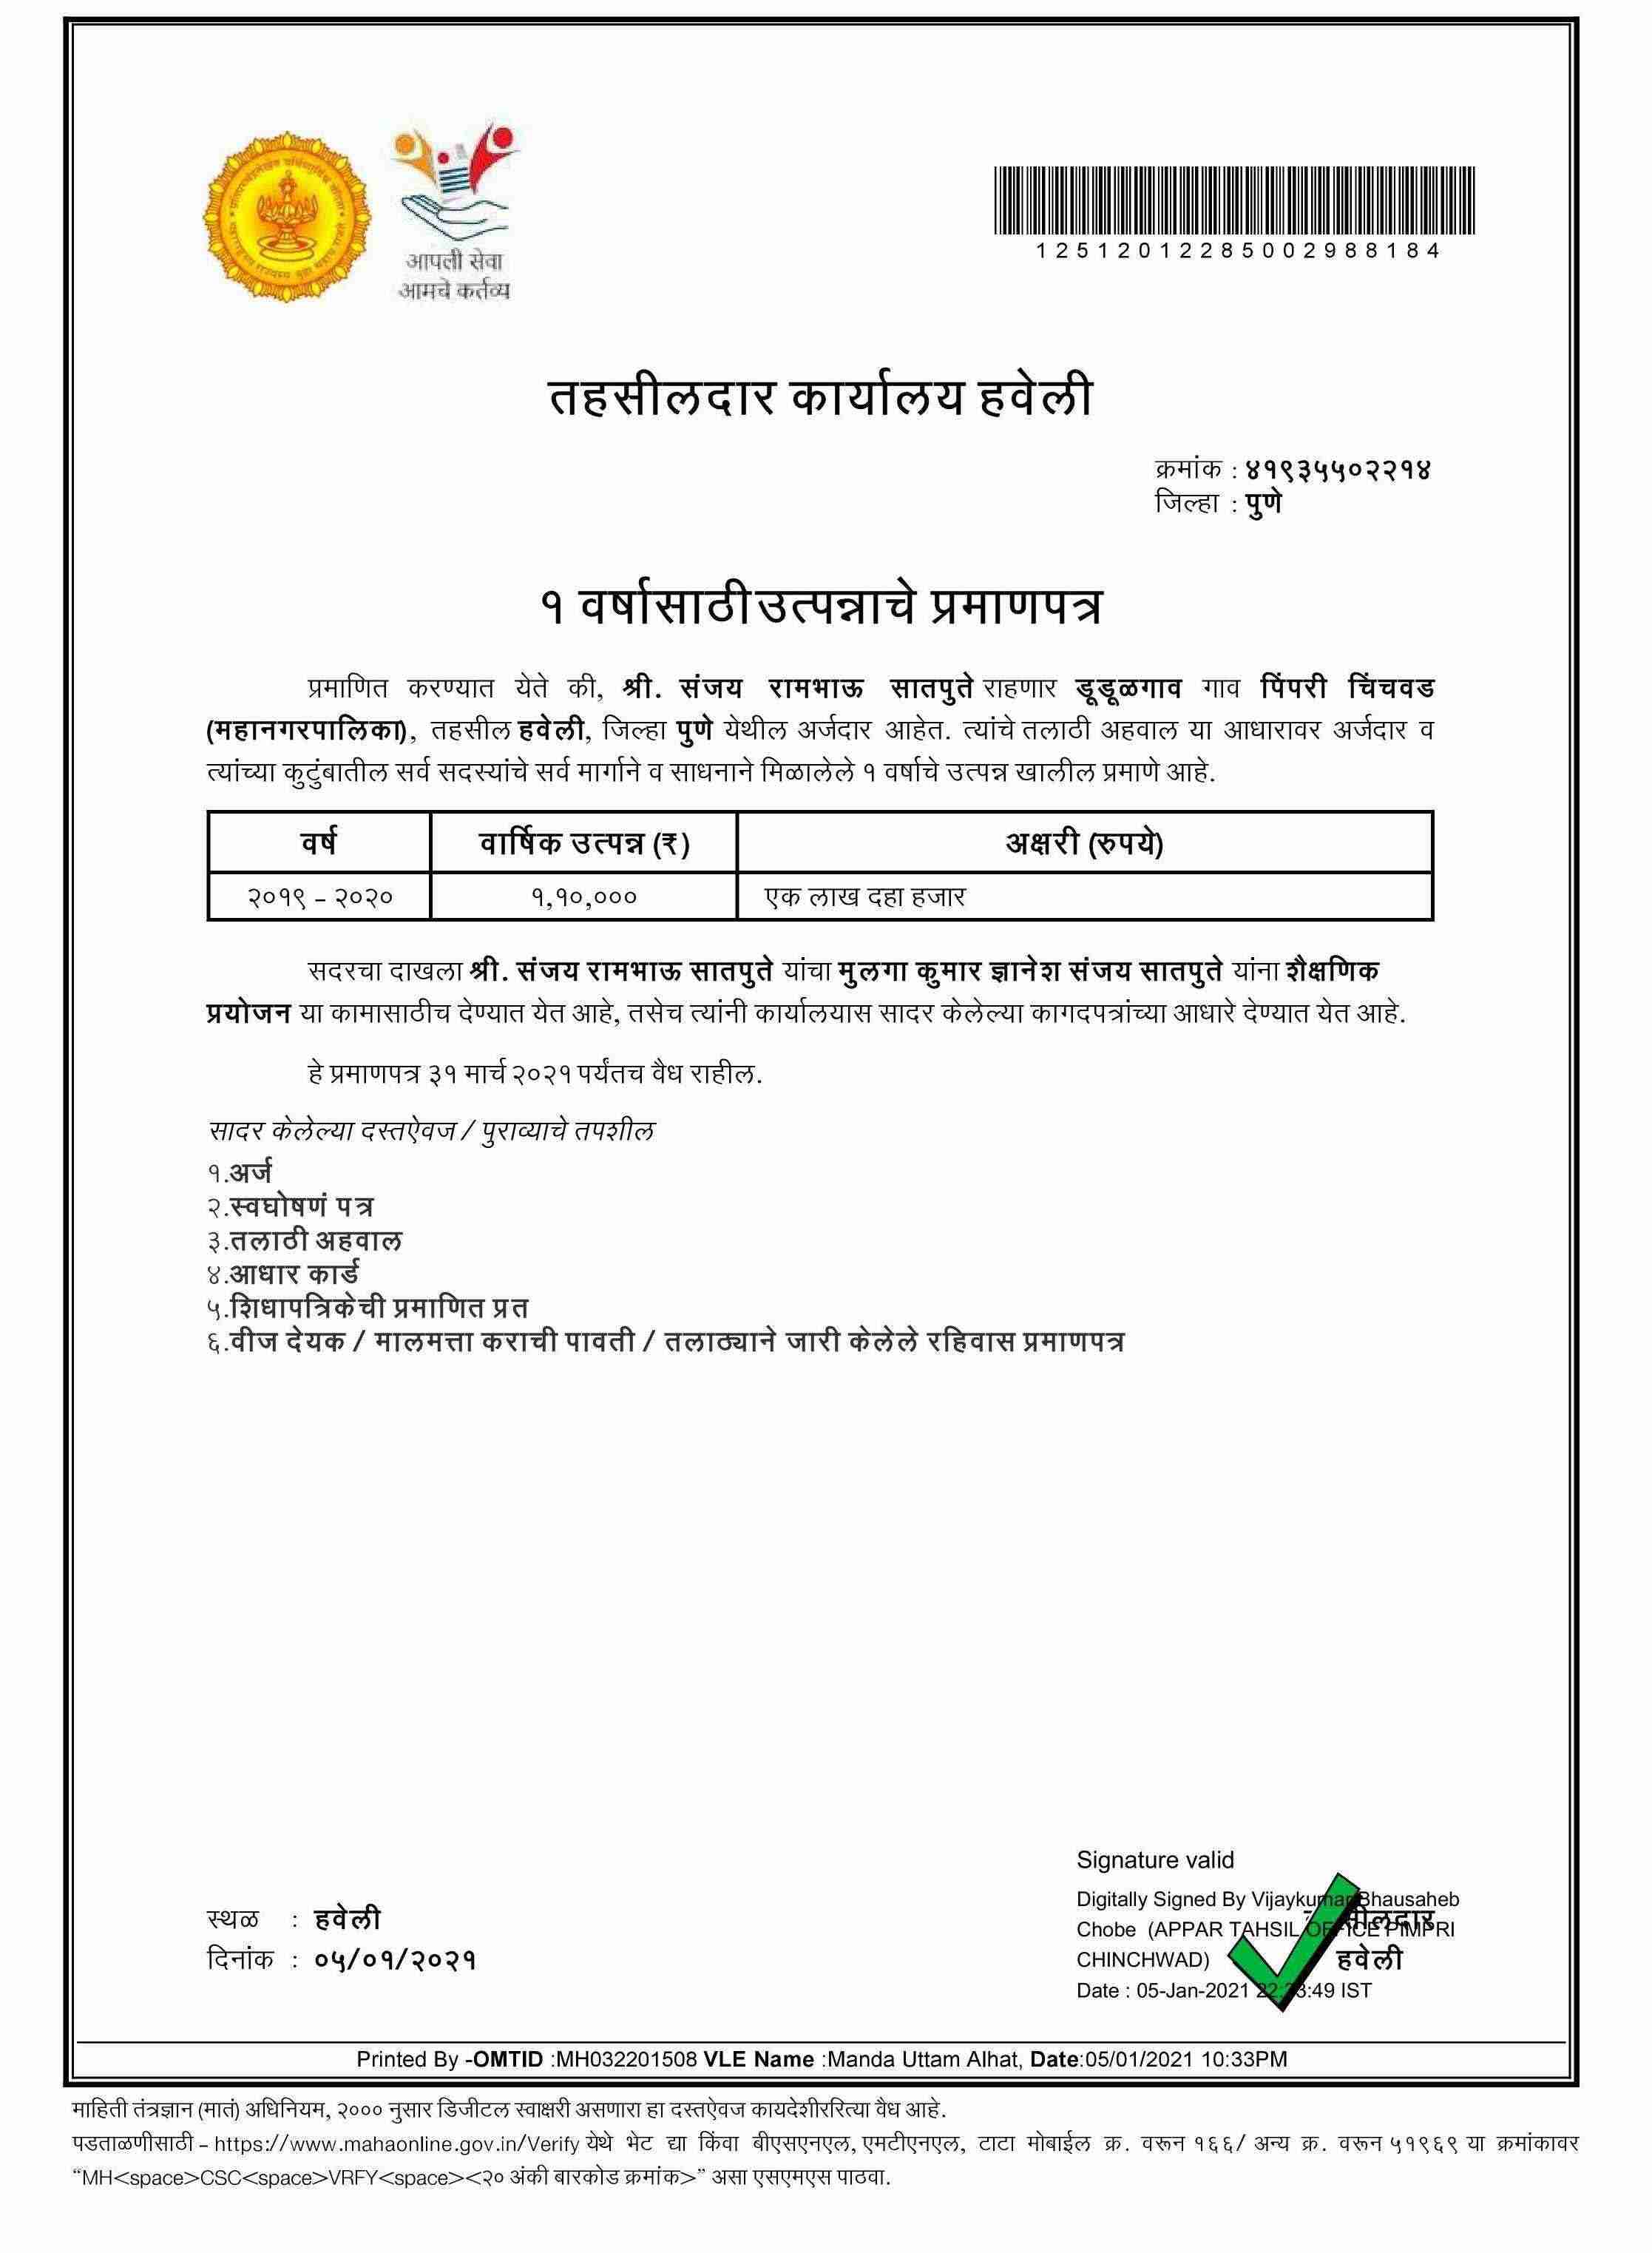 आपली सेवा
आमचे कर्तव्य
12512012285002988184
तहसीलदार कार्यालय हवेली
क्रमांक : ४१९३५५०२२१४
जिल्हा : पुणे
१ वर्षासाठी उत्पन्नाचे प्रमाणपत्र
प्रमाणित करण्यात येते की, श्री. संजय रामभाऊ सातपुते राहणार डूडूळगाव गाव पिंपरी चिंचवड
(महानगरपालिका), तहसील हवेली, जिल्हा पुणे येथील अर्जदार आहेत. त्यांचे तलाठी अहवाल या आधारावर अर्जदार व
त्यांच्या कुटुंबातील सर्व सदस्यांचे सर्व मार्गाने व साधनाने मिळालेले १ वर्षाचे उत्पन्न खालील प्रमाणे आहे.
वर्ष वार्षिक उत्पन्न (₹) अक्षरी (रुपये)
२०१९ - २०२० १,१०,००० एक लाख दहा हजार
सदरचा दाखला श्री. संजय रामभाऊ सातपुते यांचा मुलगा कुमार ज्ञानेश संजय सातपुते यांना शैक्षणिक
प्रयोजन या कामासाठीच देण्यात येत आहे, तसेच त्यांनी कार्यालयास सादर केलेल्या कागदपत्रांच्या आधारे देण्यात येत आहे.
हे प्रमाणपत्र ३१ मार्च २०२१ पर्यंतच वैध राहील.
सादर केलेल्या दस्तऐवज / पुराव्याचे तपशील
१.अर्ज
२.स्वघोषणं पत्र
३.तलाठी अहवाल
४.आधार कार्ड
५.शिधापत्रिकेची प्रमाणित प्रत
६.वीज देयक / मालमत्ता कराची पावती / तलाठ्याने जारी केलेले रहिवास प्रमाणपत्र
Signature valid
Digitally Signed By Vijaykumar Bhausaheb
Chobe (APPAR TAHSIL OFFICE PIMPRI
CHINCHWAD)
Date : 05-Jan-2021 :49 IST
हवेली
स्थळ : हवेली
दिनांक : ०५/०१/२०२१
Printed By -OMTID :MH032201508 VLE Name :Manda Uttam Alhat, Date:05/01/2021 10:33PM
माहिती तंत्रज्ञान (मातं) अधिनियम, २००० नुसार डिजीटल स्वाक्षरी असणारा हा दस्तऐवज कायदेशीररित्या वैध आहे.
पडताळणीसाठी – https://www.mahaonline.gov.in/Verify येथे भेट द्या किंवा बीएसएनएल, एमटीएनएल, टाटा मोबाईल क्र. वरून १६६/ अन्य क्र. वरून ५१९६९ या क्रमांकावर
“MH<space>CSC<space>VRFY<space><२० अंकी बारकोड क्रमांक>” असा एसएमएस पाठवा.